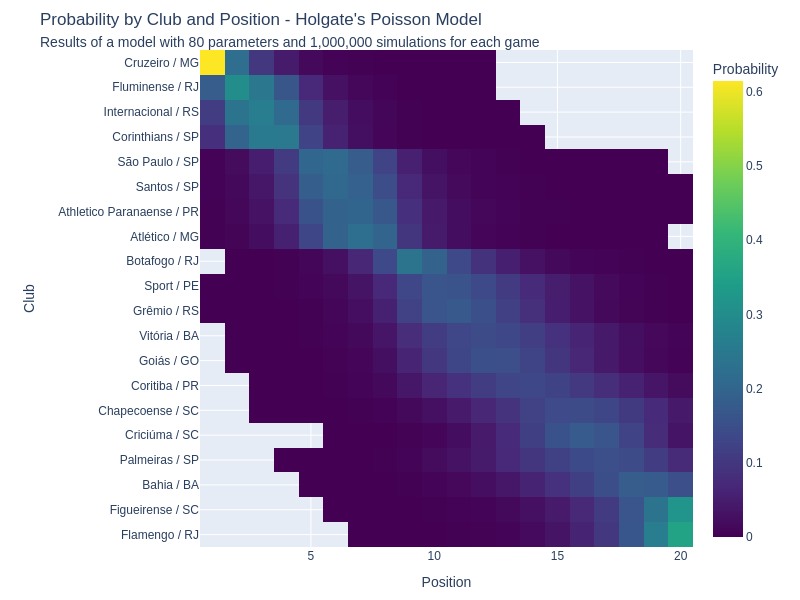 Probability by Club and Position - Holgate's Poisson Model
Results of a model with 80 parameters and 1,000,000 simulations for each game
Probability
Cruzeiro / MG
Fluminense / RJ
Internacional / RS
Corinthians / SP
São Paulo / SP
Santos / SP
Athletico Paranaense / PR
Atlético / MG
Botafogo / RJ
Sport / PE
Grêmio / RS
Vitória / BA
Goiás / GO
Coritiba / PR
Chapecoense / SC
Criciúma / SC
Palmeiras / SP
Bahia / BA
Figueirense / SC
Flamengo / RJ
Club
5 10 15 20
Position
0.6
0.5
0.4
0.3
0.2
0.1
0